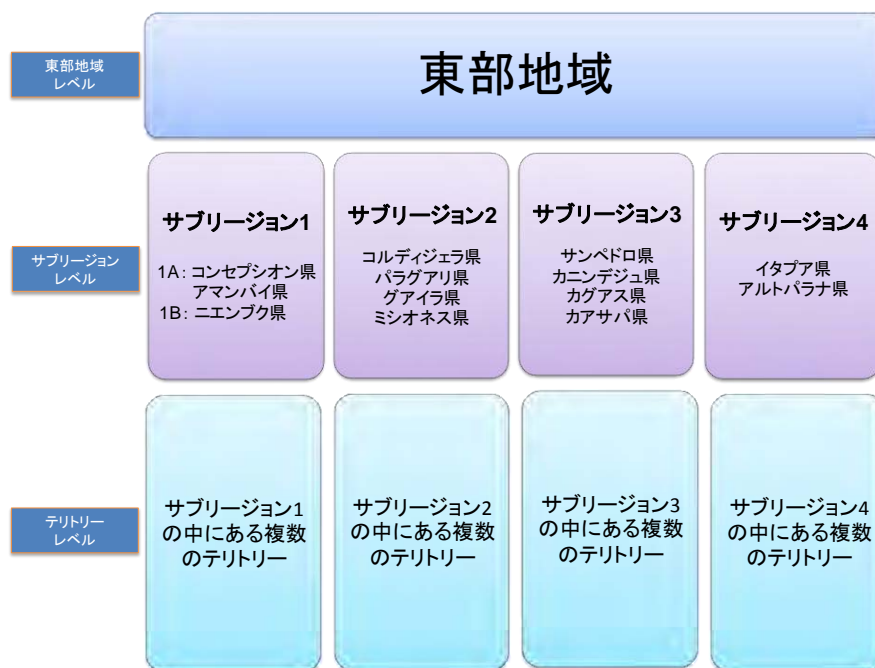 東部地域
レベル
東部地域
サブリージョン
レベル
サブリージョン1
1A: コンセプシオン県
アマンバイ県
1B: ニエンブク県
サブリージョン2
コルディジェラ県
パラグアリ県
グアイラ県
ミシオネス県
サブリージョン3
サンペドロ県
カニンデジュ県
カグアス県
カアサパ県
サブリージョン4
イタプア県
アルトパラナ県
テリトリー
レベル
サブリージョン1
の中にある複数
のテリトリー
サブリージョン2
の中にある複数
のテリトリー
サブリージョン3
の中にある複数
のテリトリー
サブリージョン4
の中にある複数
のテリトリー